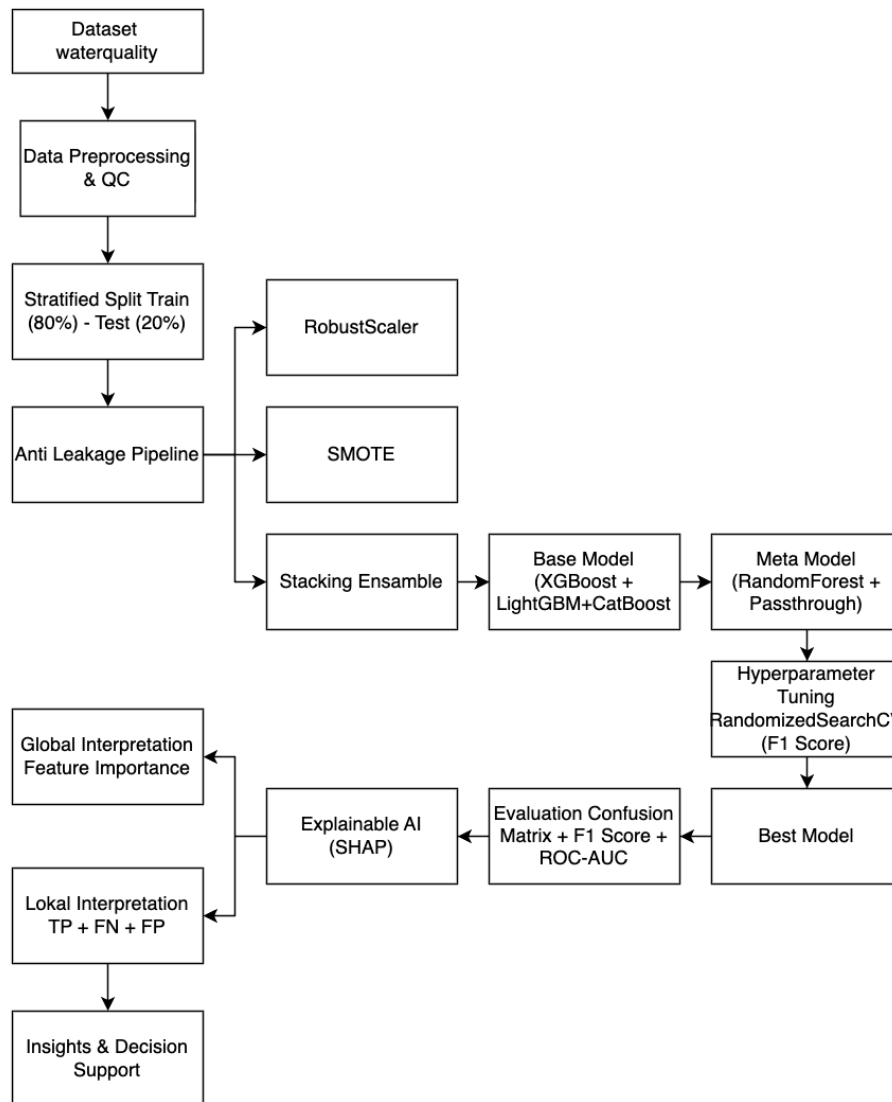 Dataset
waterquality
Data Preprocessing
& QC
Stratified Split Train
(80%) - Test (20%)
RobustScaler
Anti Leakage Pipeline
SMOTE
Stacking Ensamble
Base Model
(XGBoost +
LightGBM+CatBoost
Meta Model
(RandomForest +
Passthrough)
Hyperparameter
Tuning
RandomizedSearchCV
(F1 Score)
Best Model
Evaluation Confusion
Matrix + F1 Score +
ROC-AUC
Explainable AI
(SHAP)
Global Interpretation
Feature Importance
Lokal Interpretation
TP + FN + FP
Insights & Decision
Support